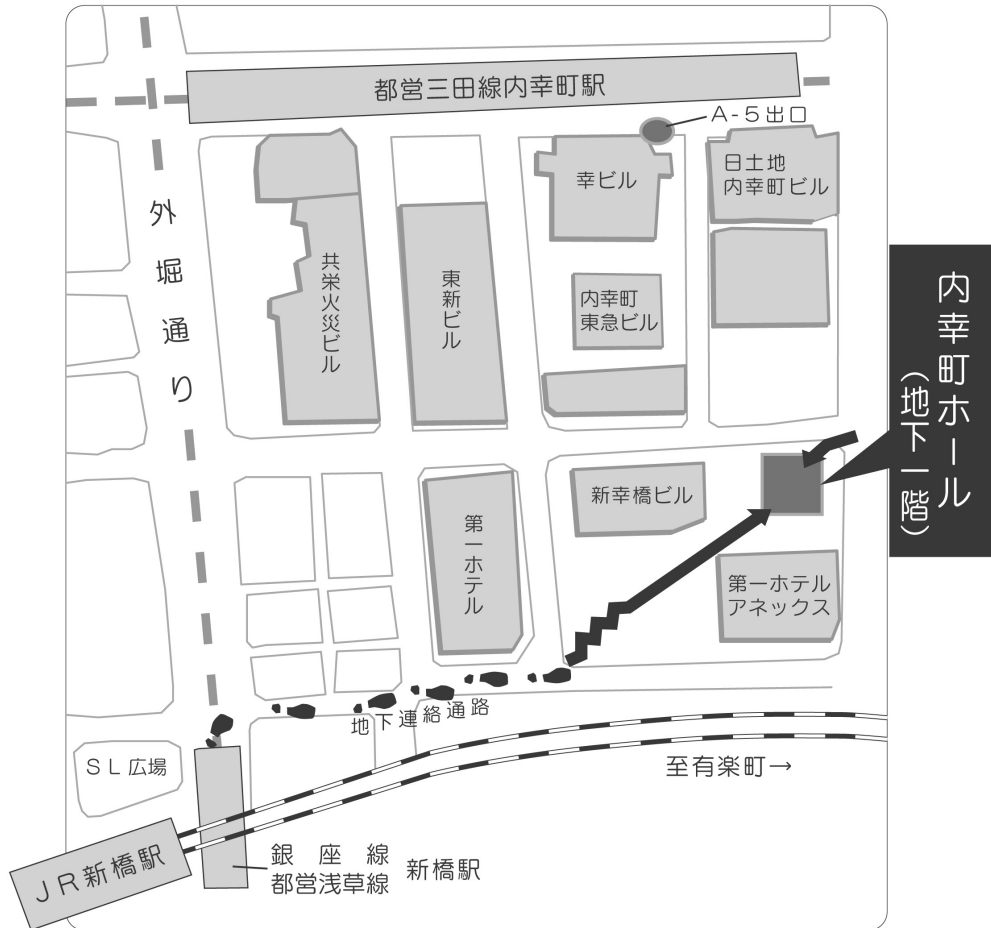 都営三田線内幸町駅
A-5出口
幸ビル
日土地
内幸町ビル
外堀通り
共栄火災ビル
東新ビル
内幸町
東急ビル
内幸町ホール
（地下一階）
新幸橋ビル
第一ホテル
第一ホテル
アネックス
地下連絡通路
ＳＬ広場
至有楽町→
ＪＲ新橋駅
銀座線
都営浅草線
新橋駅